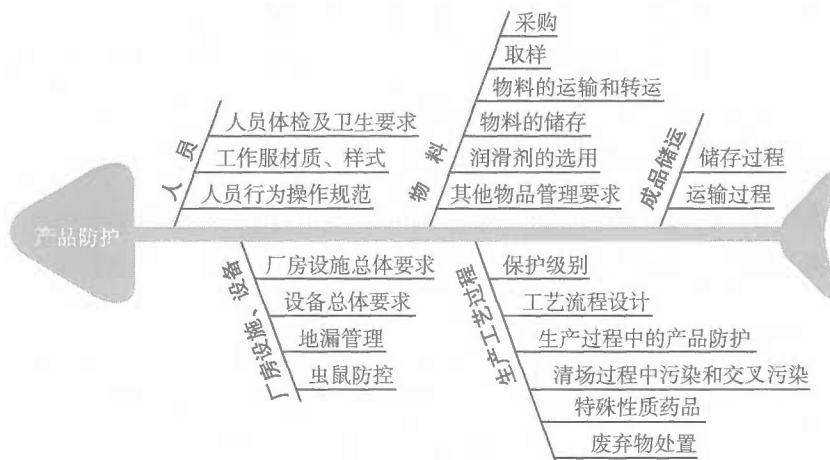 采购
取样
物料的运输和转运
物料的储存
润滑剂的选用
其他物品管理要求
物料
人员体检及卫生要求
工作服材质、样式
人员行为操作规范
人员
储存过程
运输过程
成品储运
产品防护
厂房设施总体要求
设备总体要求
地漏管理
虫鼠防控
厂房设施、设备
保护级别
工艺流程设计
生产过程中的产品防护
清场过程中污染和交叉污染
特殊性质药品
废弃物处置
生产工艺过程